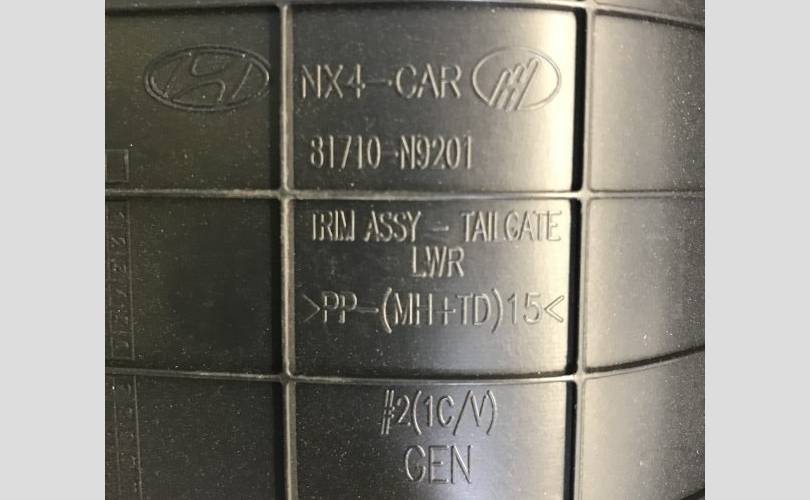 NX4-CAR
81710-N9201
TRIM ASSY - TAILGATE
LWR
>PP-(MH+TD)15<
#2(1C/V)
GEN